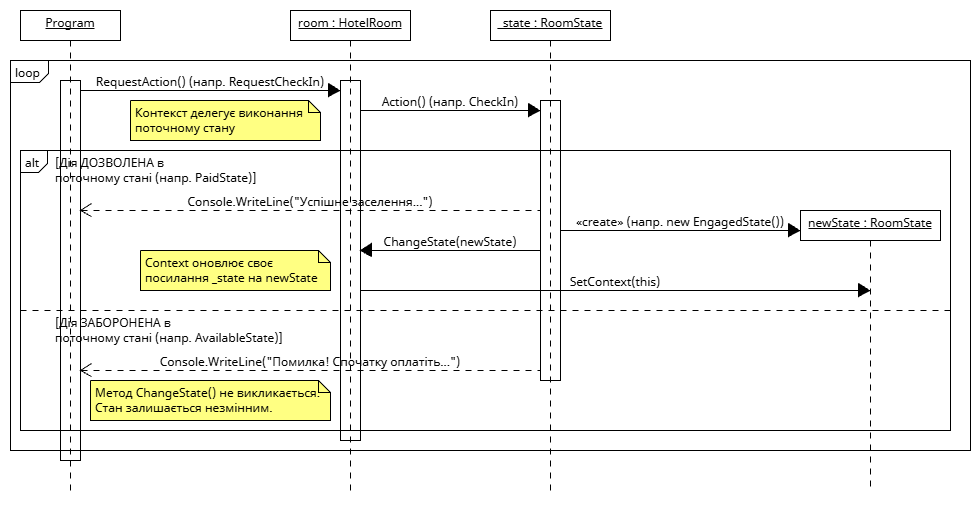 Program
room : HotelRoom
_state : RoomState
loop
RequestAction() (напр. RequestCheckIn)
Action() (напр. CheckIn)
Контекст делегує виконання
поточному стану
alt
[Дія ДОЗВОЛЕНА в
поточному стані (напр. PaidState)]
Console.WriteLine("Успішне заселення...")
«create» (напр. new EngagedState())
newState : RoomState
ChangeState(newState)
Context оновлює своє
посилання _state на newState
SetContext(this)
[Дія ЗАБОРОНЕНА в
поточному стані (напр. AvailableState)]
Console.WriteLine("Помилка! Спочатку оплатіть...")
Метод ChangeState() не викликається.
Стан залишається незмінним.